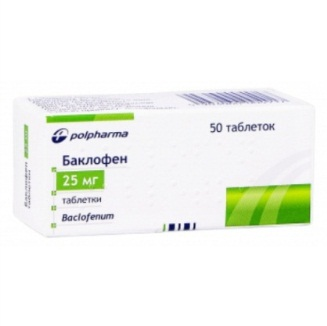 polpharma
50 таблеток
Баклофен
25 мг
таблетки
Baclofenum